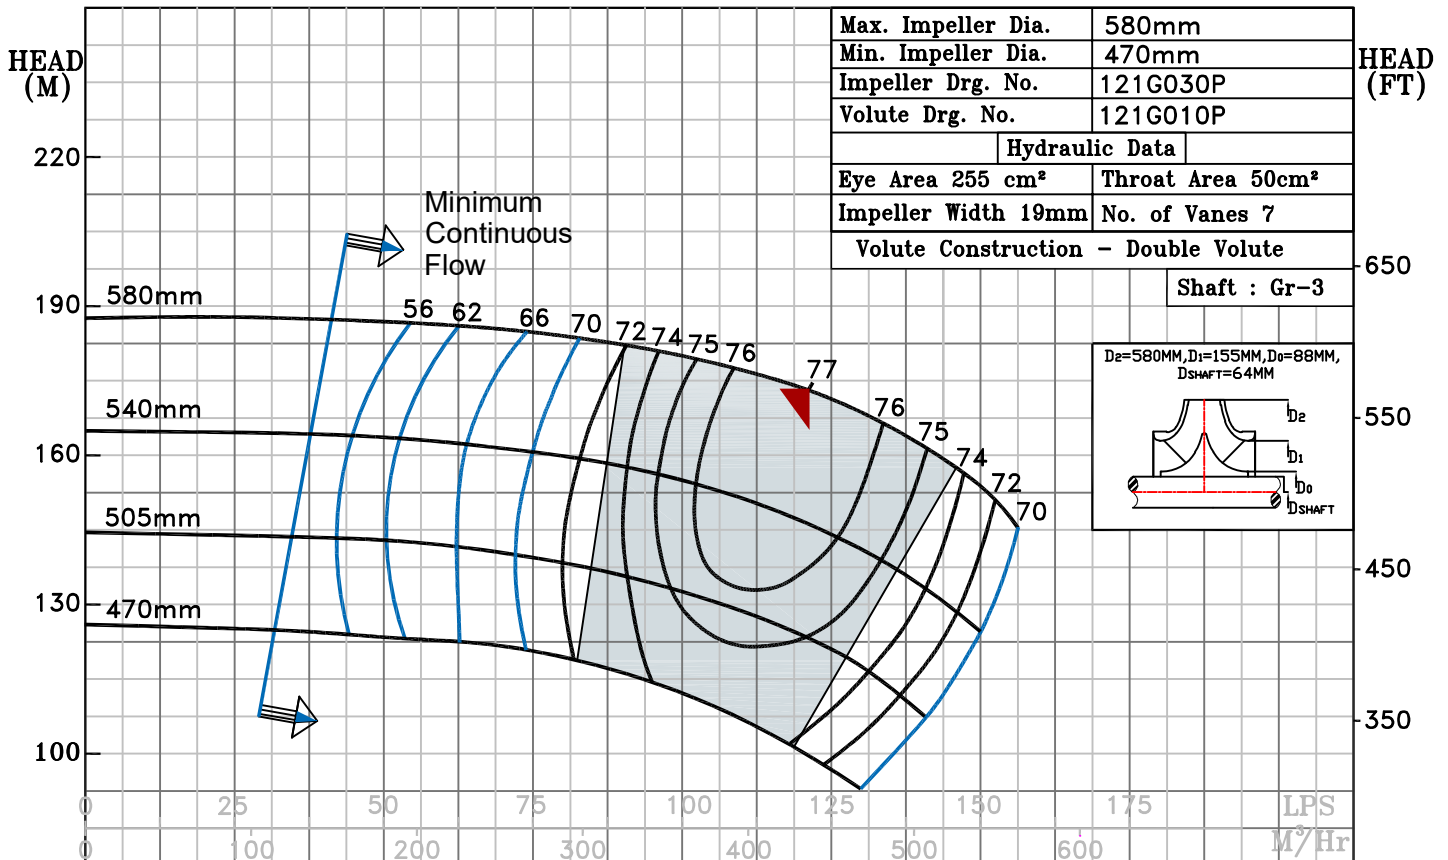 HEAD
(M)
HEAD
(FT)
Max. Impeller Dia. 580mm
Min. Impeller Dia. 470mm
Impeller Drg. No. 121G030P
Volute Drg. No. 121G010P
Hydraulic Data
Eye Area 255 cm² Throat Area 50cm²
Impeller Width 19mm No. of Vanes 7
Volute Construction - Double Volute
Shaft : Gr-3
D2=580MM,D1=155MM,D0=88MM,
DSHAFT=64MM
D2
D1
D0
DSHAFT
Minimum
Continuous
Flow
220
190
160
130
100
650
550
450
350
580mm
540mm
505mm
470mm
56 62 66 70 72 74 75 76 77 76 75 74 72 70
0 25 50 75 100 125 150 175 LPS
0 100 200 300 400 500 600 M³/Hr